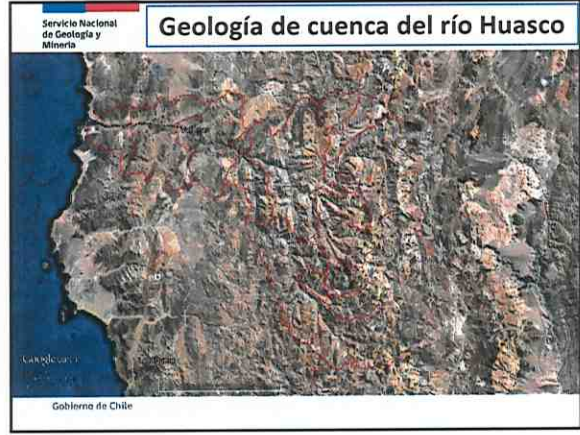 Servicio Nacional
de Geología y
Minería
Geología de cuenca del río Huasco
Google
Gobierno de Chile